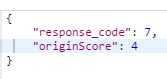 {
    "response_code": 7,
    "originScore": 4
}